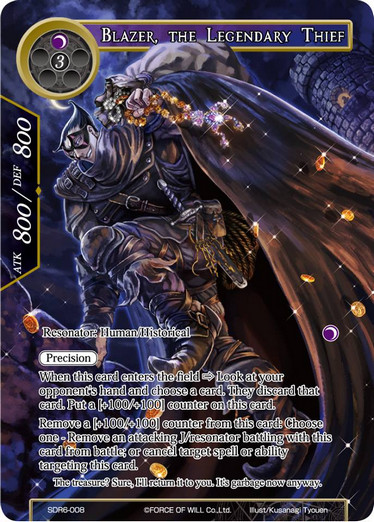 BLAZER, THE LEGENDARY THIEF
3
ATK 800 / DEF 800
Resonator: Human/Historical
Precision
When this card enters the field ⇨ Look at your
opponent's hand and choose a card. They discard that
card. Put a [+100/+100] counter on this card.
Remove a [+100/+100] counter from this card: Choose
one - Remove an attacking J/resonator battling with this
card from battle; or cancel target spell or ability
targeting this card.
The treasure? Sure, I'll return it to you. It's garbage now anyway.
SDR6-008
©FORCE OF WILL Co.,Ltd.
Illust/Kusanagi Tyouen